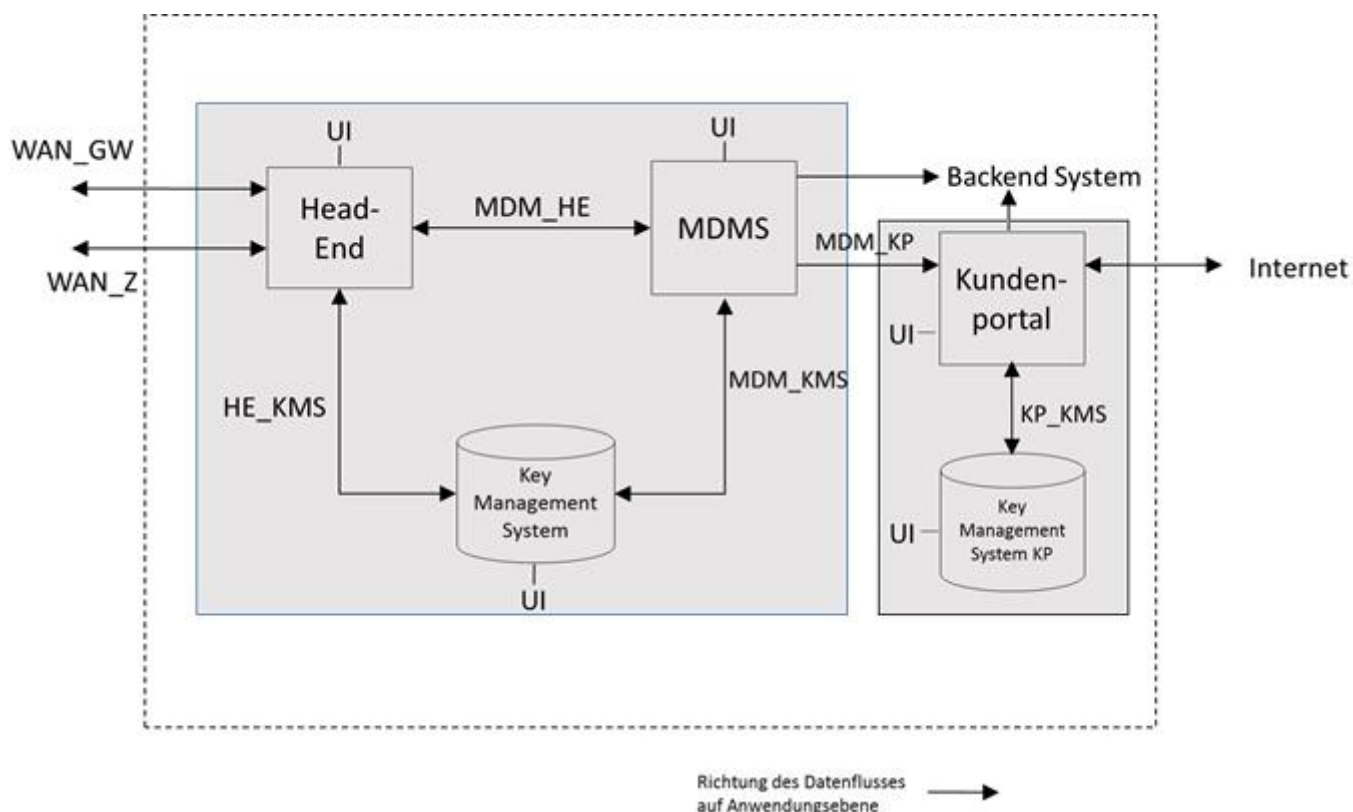 UI
UI
WAN_GW
Head-
End
MDM_HE
MDMS
Backend System
MDM_KP
WAN_Z
Kunden-
portal
Internet
UI
HE_KMS
MDM_KMS
KP_KMS
Key
Management
System
UI
UI
Key
Management
System KP
Richtung des Datenflusses
auf Anwendungsebene